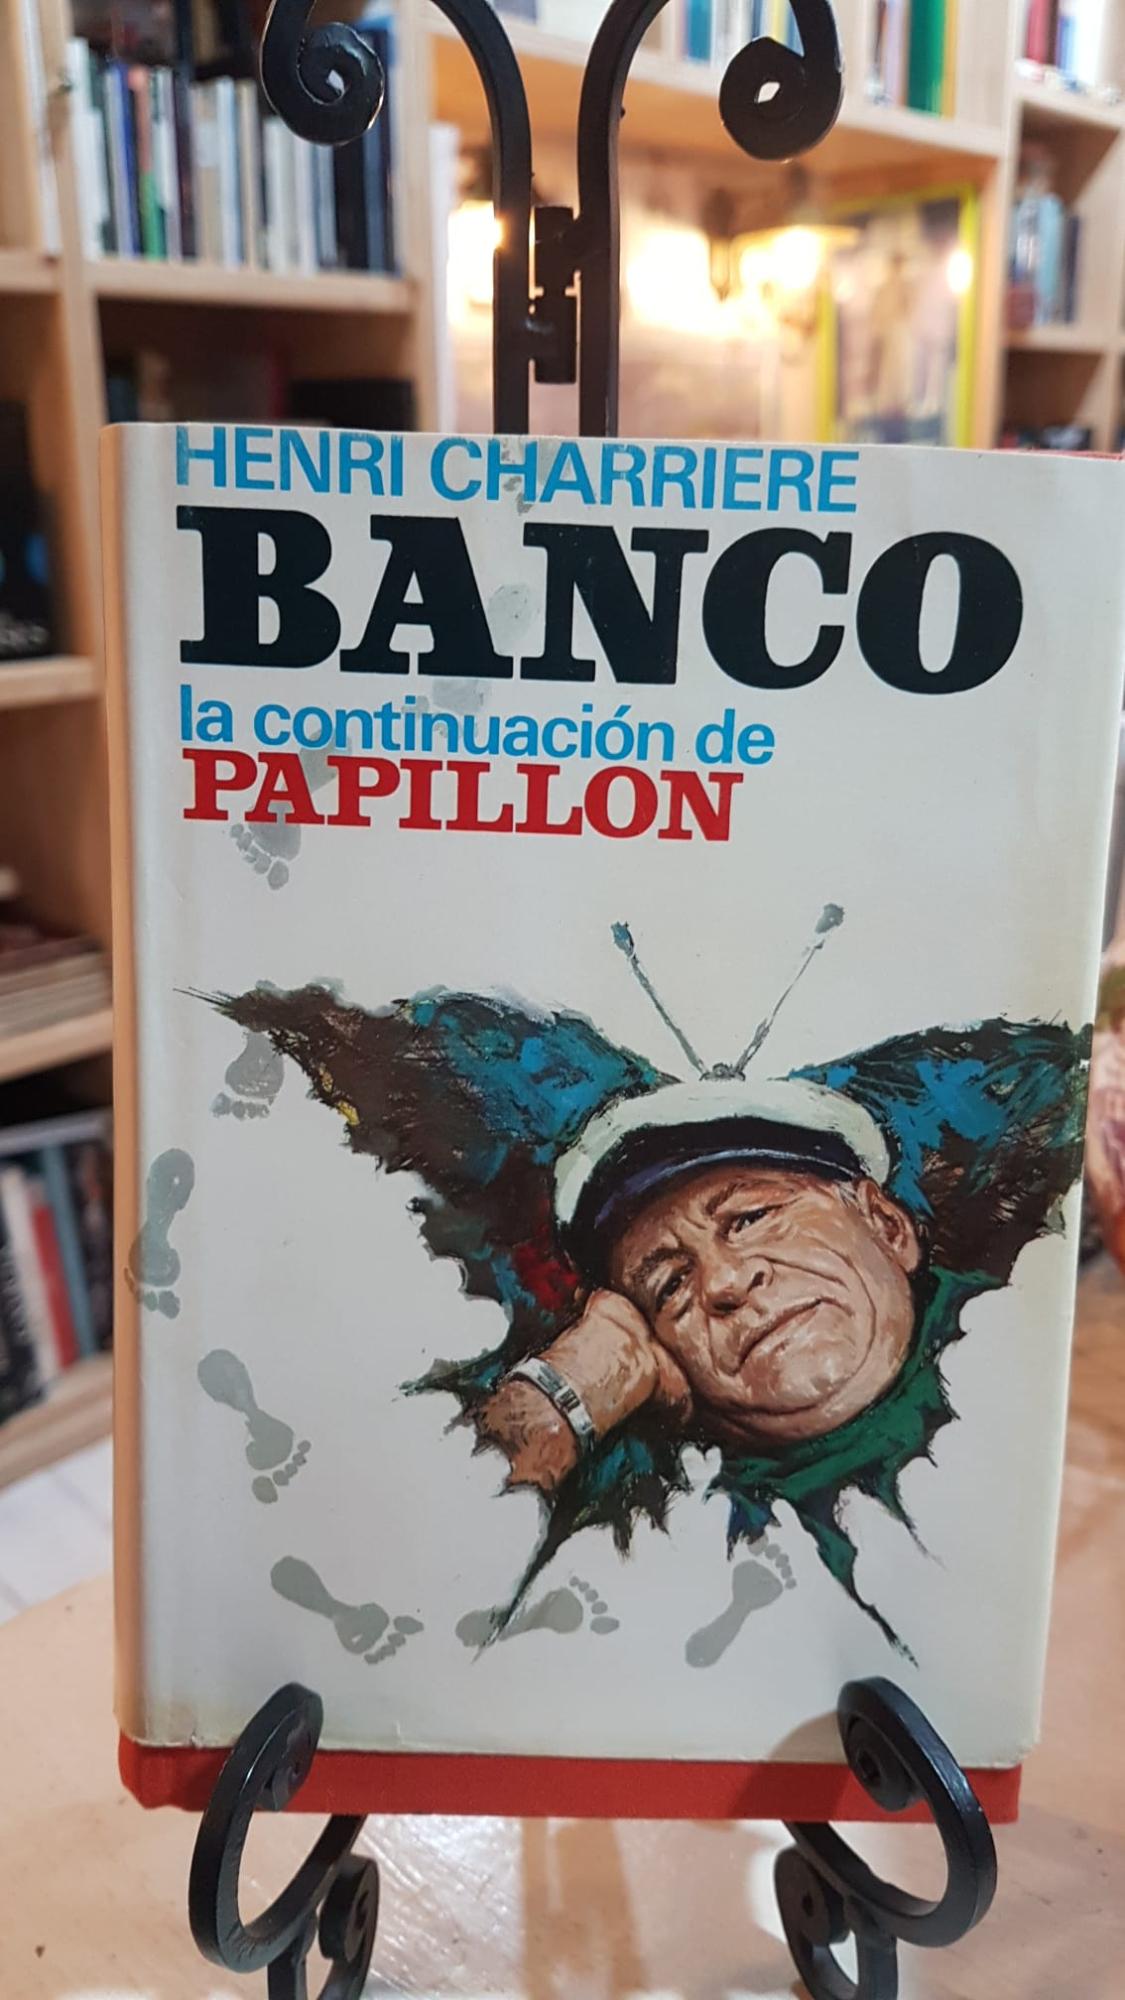 HENRI CHARRIERE
BANCO
la continuación de
PAPILLON